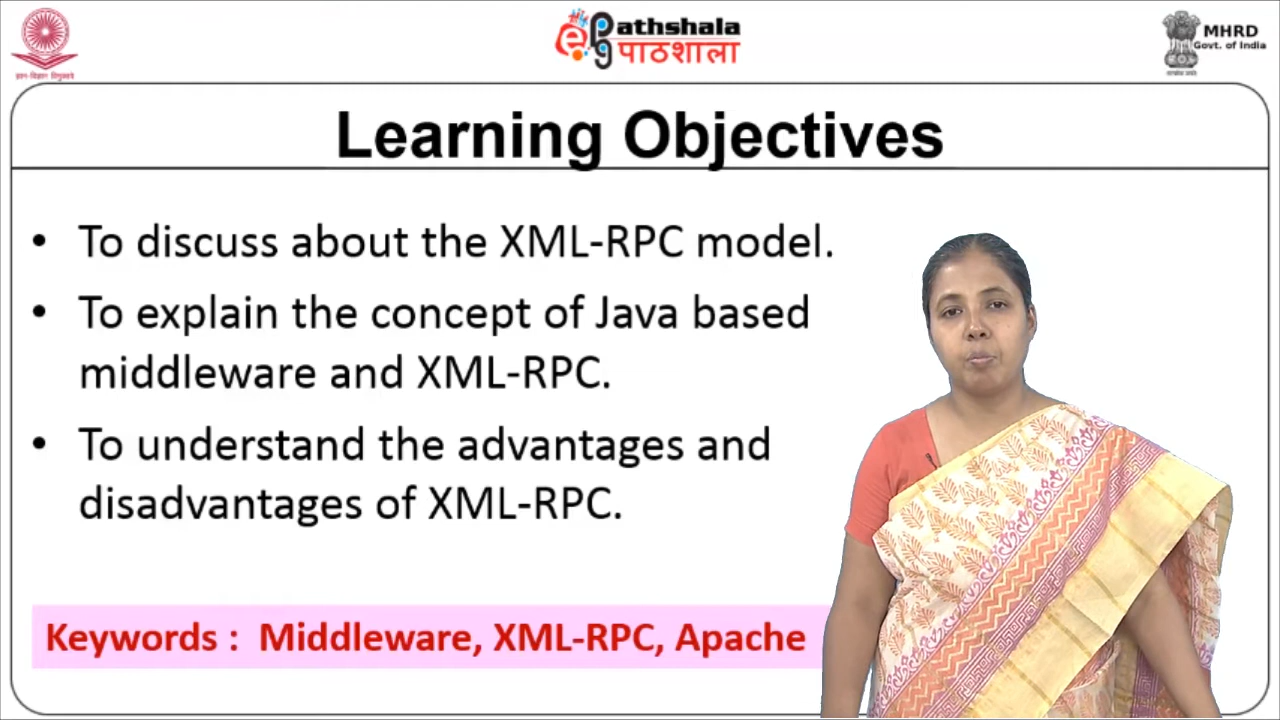 Pathshala
पाठशाला
MHRD
Govt. of India
Learning Objectives
• To discuss about the XML-RPC model.
• To explain the concept of Java based
middleware and XML-RPC.
• To understand the advantages and
disadvantages of XML-RPC.
Keywords : Middleware, XML-RPC, Apache